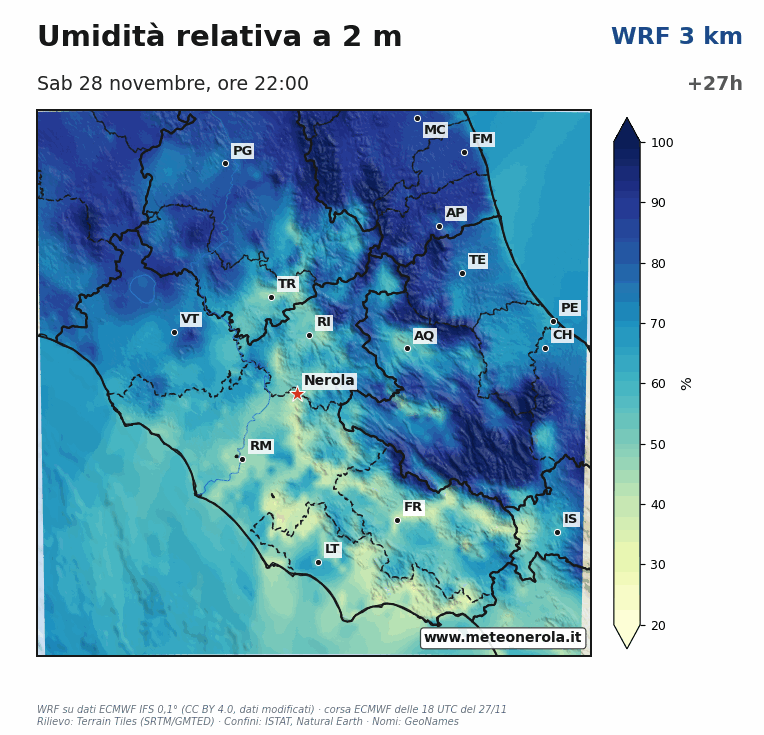 Umidità relativa a 2 m
WRF 3 km
Sab 28 novembre, ore 22:00
+27h
MC
FM
PG
AP
TE
TR
PE
VT
RI
CH
AQ
Nerola
RM
FR
IS
LT
www.meteonerola.it
100
90
80
70
60
50
40
30
20
%
WRF su dati ECMWF IFS 0,1° (CC BY 4.0, dati modificati) · corsa ECMWF delle 18 UTC del 27/11
Rilievo: Terrain Tiles (SRTM/GMTED) · Confini: ISTAT, Natural Earth · Nomi: GeoNames